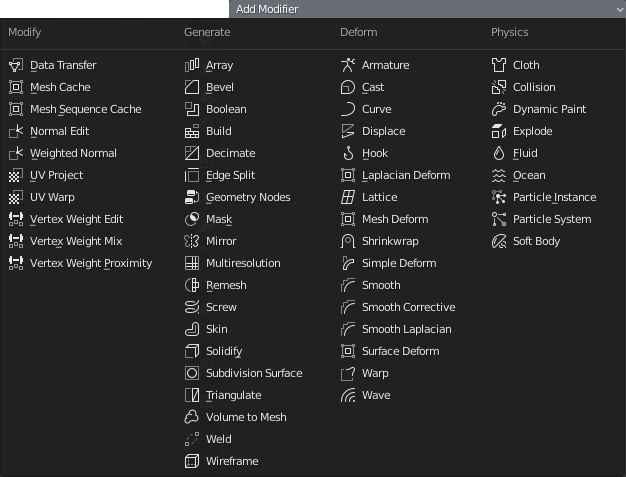 Add Modifier
Modify
Data Transfer
Mesh Cache
Mesh Sequence Cache
Normal Edit
Weighted Normal
UV Project
UV Warp
Vertex Weight Edit
Vertex Weight Mix
Vertex Weight Proximity
Generate
Array
Bevel
Boolean
Build
Decimate
Edge Split
Geometry Nodes
Mask
Mirror
Multiresolution
Remesh
Screw
Skin
Solidify
Subdivision Surface
Triangulate
Volume to Mesh
Weld
Wireframe
Deform
Armature
Cast
Curve
Displace
Hook
Laplacian Deform
Lattice
Mesh Deform
Shrinkwrap
Simple Deform
Smooth
Smooth Corrective
Smooth Laplacian
Surface Deform
Warp
Wave
Physics
Cloth
Collision
Dynamic Paint
Explode
Fluid
Ocean
Particle Instance
Particle System
Soft Body